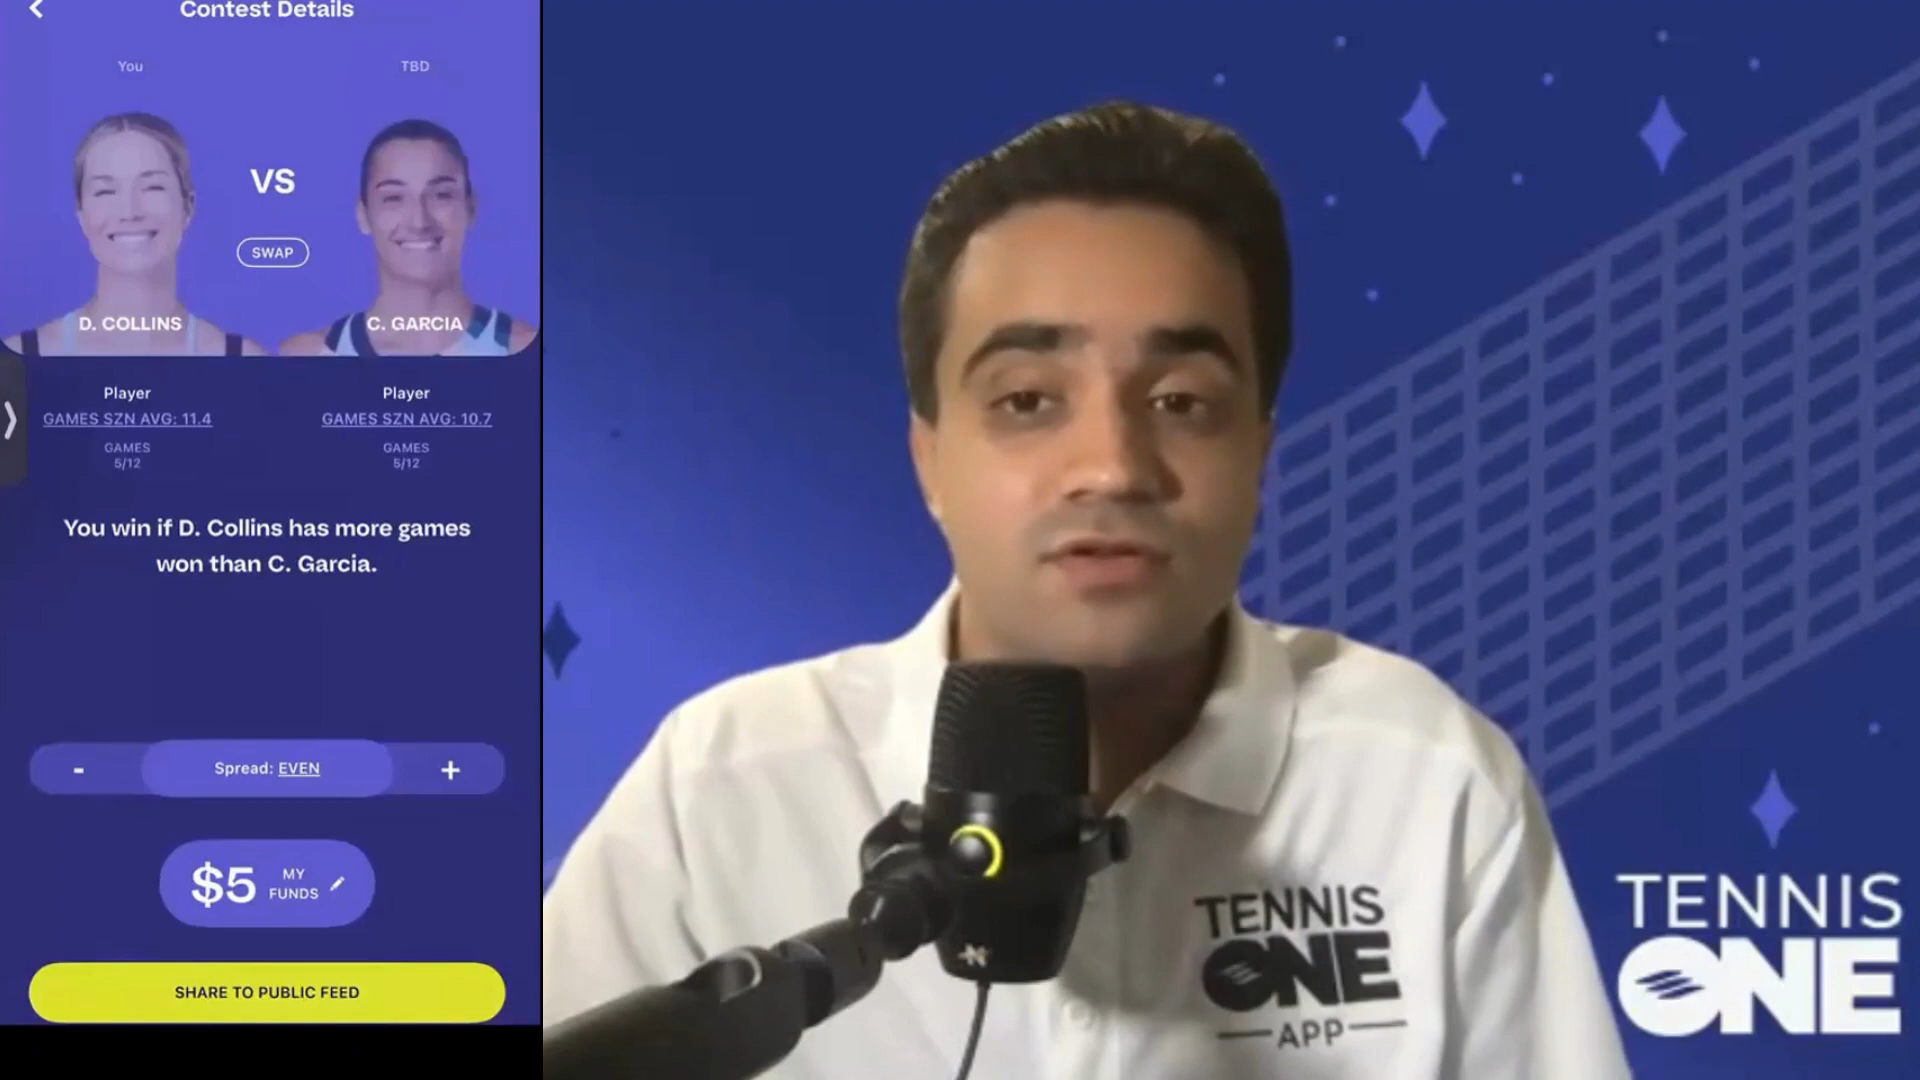 Contest Details
You
TBD
VS
SWAP
D. COLLINS
C. GARCIA
Player
Player
GAMES SZN AVG: 11.4
GAMES SZN AVG: 10.7
GAMES
5/12
GAMES
5/12
You win if D. Collins has more games
won than C. Garcia.
- Spread: EVEN +
$5 MY
FUNDS
SHARE TO PUBLIC FEED
TENNIS
ONE
APP
TENNIS
ONE